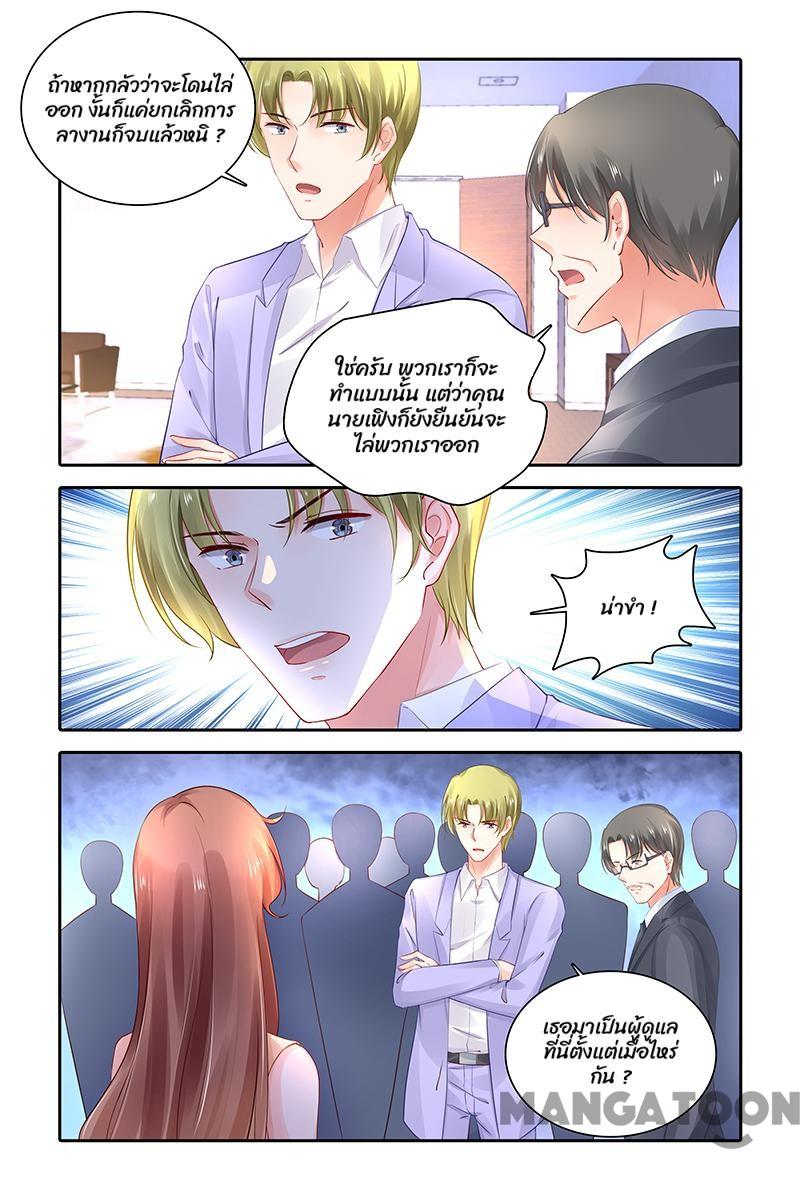 ถ้าหากกลัวว่าจะโดนไล่
ออก งั้นก็แค่ยกเลิกการ
ลางานก็จบแล้วหนิ ?
ใช่ครับ พวกเราก็จะ
ทำแบบนั้น แต่ว่าคุณ
นายเฟิงก็ยังยืนยันจะ
ไล่พวกเราออก
น่าขำ !
เธอมาเป็นผู้ดูแล
ที่นี่ตั้งแต่เมื่อไหร่
กัน ?
MANGATOON